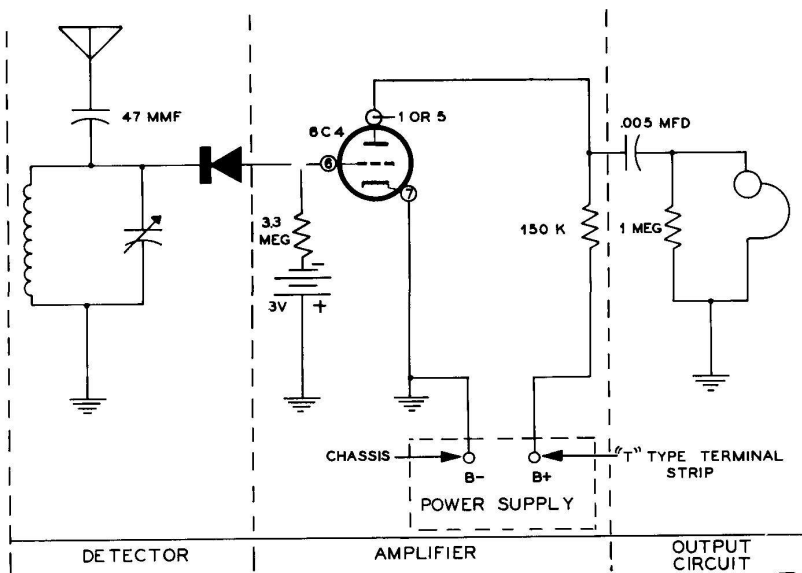 47 MMF
6C4
1 OR 5
6
7
3.3
MEG
-
3V +
150 K
.005 MFD
1 MEG
CHASSIS
B-
B+
"T" TYPE TERMINAL
STRIP
POWER SUPPLY
DETECTOR
AMPLIFIER
OUTPUT
CIRCUIT